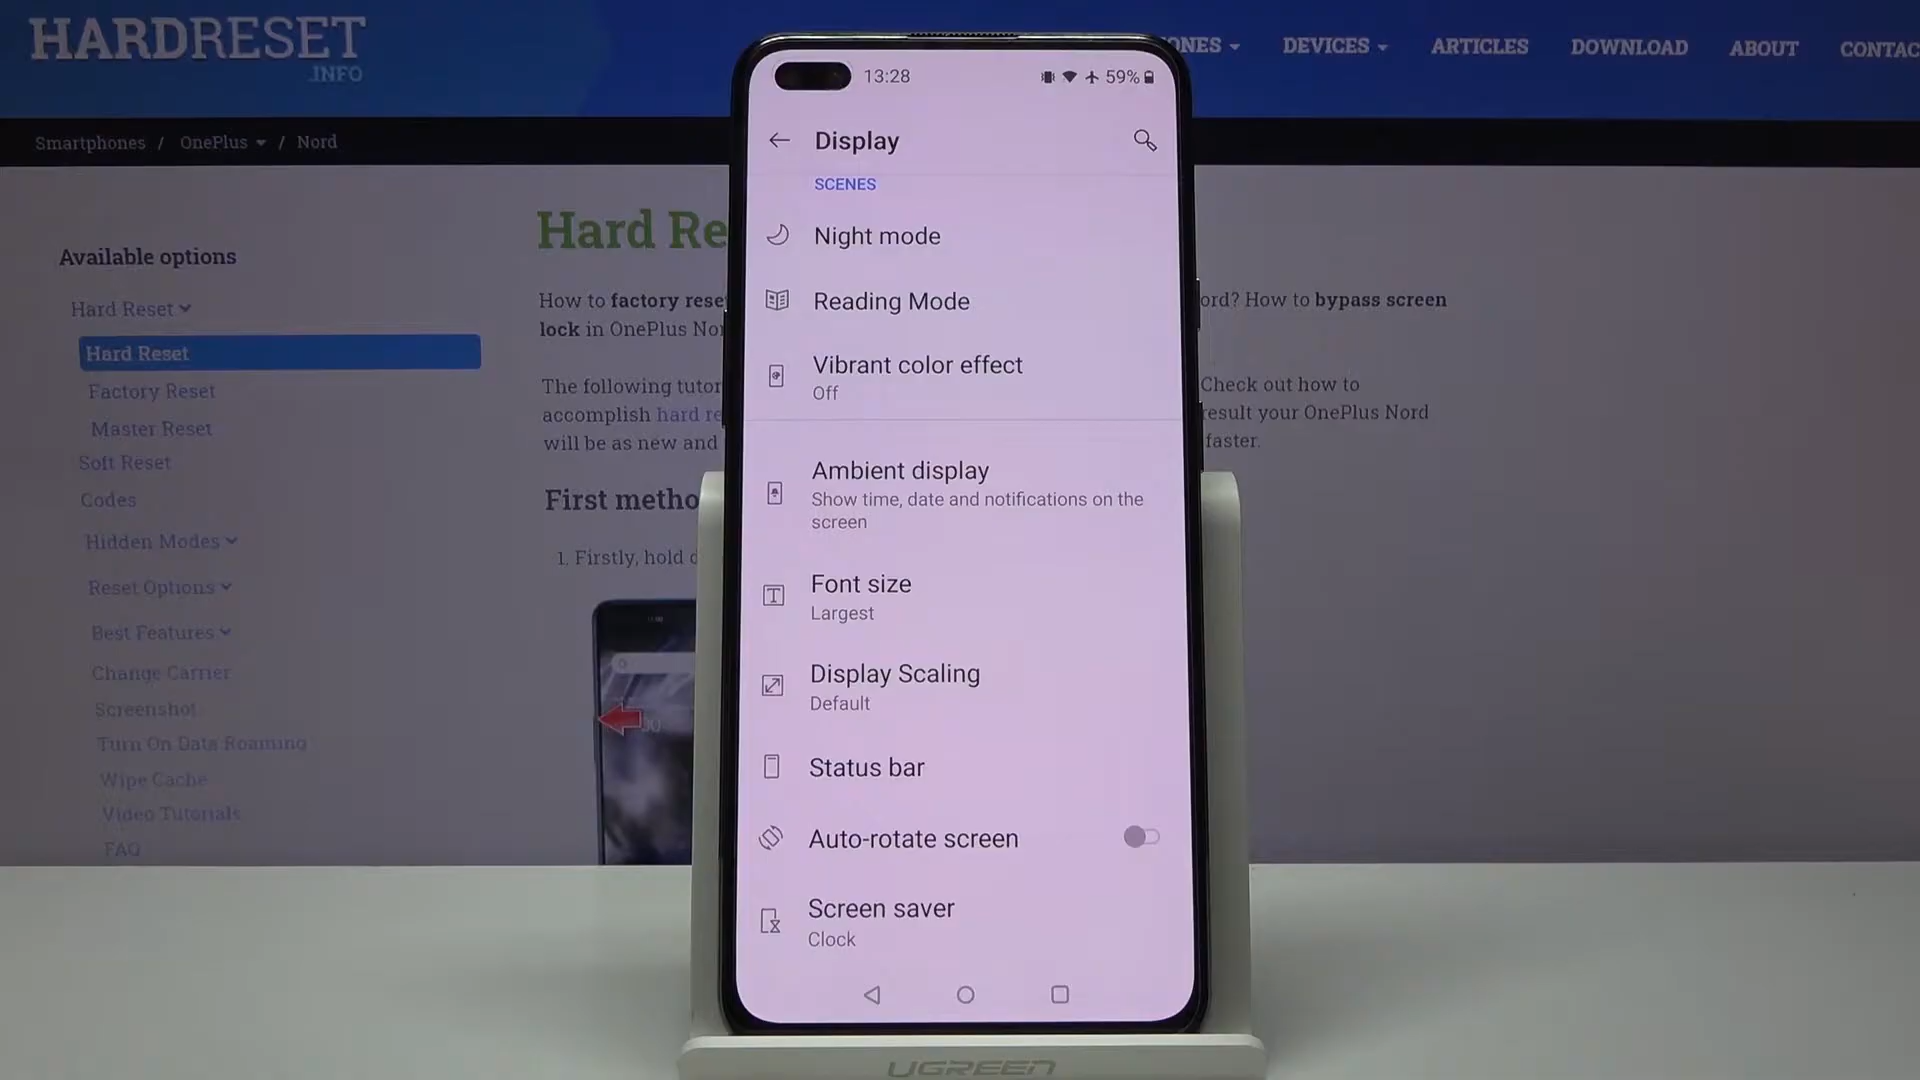 HARDRESET
.INFO
DEVICES
ARTICLES
DOWNLOAD
ABOUT
Smartphones / OnePlus / Nord
Available options
Hard Reset
Hard Reset
Factory Reset
Master Reset
Soft Reset
Codes
Hidden Modes
Reset Options
Best Features
Change Carrier
Screenshot
Turn On Data Roaming
Wipe Cache
Video Tutorials
FAQ
Hard Re
How to factory rese
ord? How to bypass screen
lock in OnePlus No
The following tutor
Check out how to
accomplish hard re
result your OnePlus Nord
will be as new and
faster.
First metho
1. Firstly, hold d
13:28
59%
Display
SCENES
Night mode
Reading Mode
Vibrant color effect
Off
Ambient display
Show time, date and notifications on the
screen
Font size
Largest
Display Scaling
Default
Status bar
Auto-rotate screen
Screen saver
Clock
UGREEN